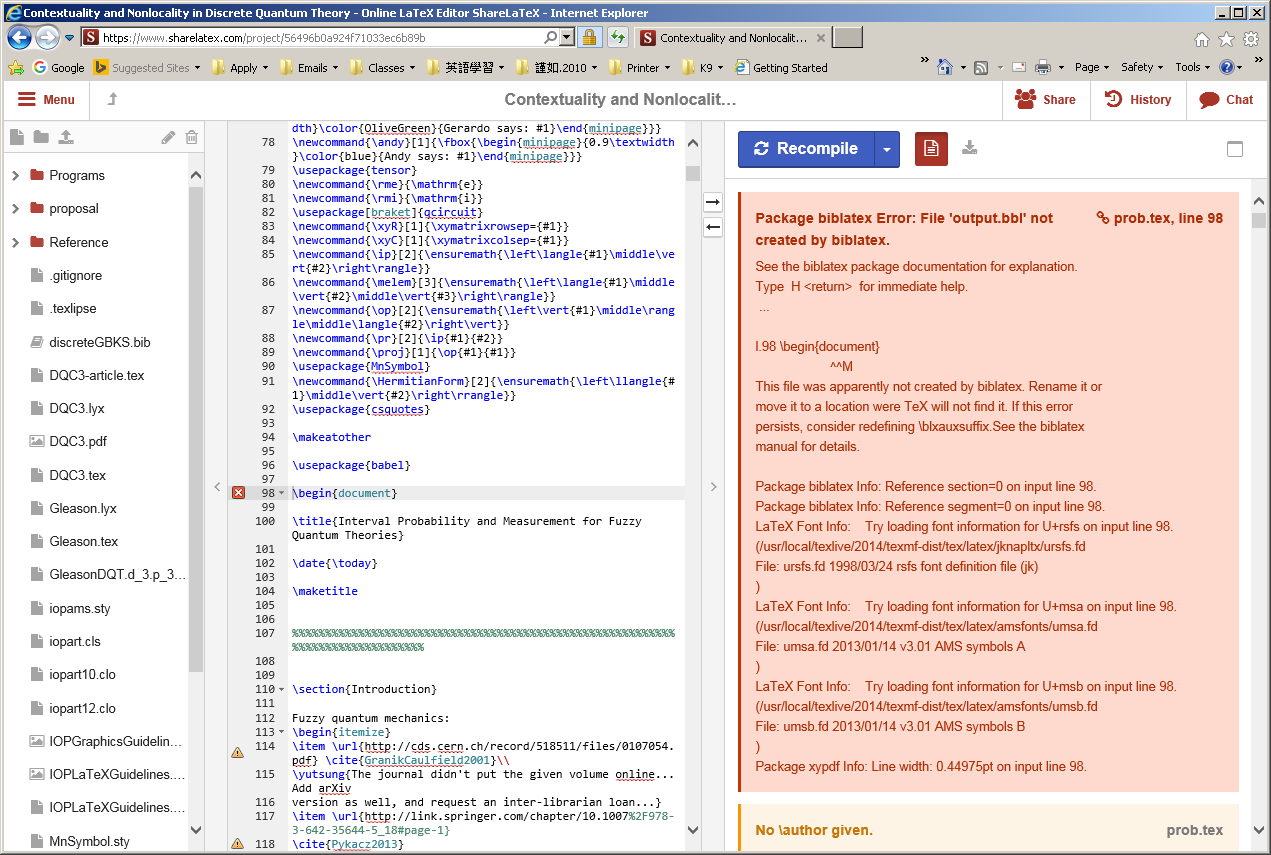 Contextuality and Nonlocality in Discrete Quantum Theory - Online LaTeX Editor ShareLaTeX - Internet Explorer
https://www.sharelatex.com/project/56496b0a924f71033ec6b89b
Contextuality and Nonlocalit...
Google Suggested Sites Apply Emails Classes 英語學習 謹如.2010 Printer K9 Getting Started
Page Safety Tools
Menu
Contextuality and Nonlocalit…
Share
History
Chat
Programs
proposal
Reference
.gitignore
.texlipse
discreteGBKS.bib
DQC3-article.tex
DQC3.lyx
DQC3.pdf
DQC3.tex
Gleason.lyx
Gleason.tex
GleasonDQT.d_3.p_3…
iopams.sty
iopart.cls
iopart10.clo
iopart12.clo
IOPGraphicsGuidelin…
IOPLaTeXGuidelines.…
IOPLaTeXGuidelines.…
MnSymbol.sty
dth}\color{OliveGreen}{Gerardo says: #1}\end{minipage}}}
78 \newcommand{\andy}[1]{\fbox{\begin{minipage}{0.9\textwidth
}\color{blue}{Andy says: #1}\end{minipage}}}
79 \usepackage{tensor}
80 \newcommand{\rme}{\mathrm{e}}
81 \newcommand{\rmi}{\mathrm{i}}
82 \usepackage[braket]{qcircuit}
83 \newcommand{\xyR}[1]{\xymatrixrowsep={#1}}
84 \newcommand{\xyC}[1]{\xymatrixcolsep={#1}}
85 \newcommand{\ip}[2]{\ensuremath{\left\langle{#1}\middle\ve
rt{#2}\right\rangle}}
86 \newcommand{\melem}[3]{\ensuremath{\left\langle{#1}\middle
\vert{#2}\middle\vert{#3}\right\rangle}}
87 \newcommand{\op}[2]{\ensuremath{\left\vert{#1}\middle\rang
le\middle\langle{#2}\right\vert}}
88 \newcommand{\pr}[2]{\ip{#1}{#2}}
89 \newcommand{\proj}[1]{\op{#1}{#1}}
90 \usepackage{MnSymbol}
91 \newcommand{\HermitianForm}[2]{\ensuremath{\left\llangle{#
1}\middle\vert{#2}\right\rrangle}}
92 \usepackage{csquotes}
93
94 \makeatother
95
96 \usepackage{babel}
97
98 \begin{document}
99
100 \title{Interval Probability and Measurement for Fuzzy
Quantum Theories}
101
102 \date{\today}
103
104 \maketitle
105
106
107 %%%%%%%%%%%%%%%%%%%%%%%%%%%%%%%%%%%%%%%%%%%%%%%%%%%%%%%%%%
%%%%%%%%%%%%%%%%%%%%
108
109
110 \section{Introduction}
111
112 Fuzzy quantum mechanics:
113 \begin{itemize}
114 \item \url{http://cds.cern.ch/record/518511/files/0107054.
pdf} \cite{GranikCaulfield2001}\\
115 \yutsung{The journal didn't put the given volume online...
Add arXiv
116 version as well, and request an inter-librarian loan...}
117 \item \url{http://link.springer.com/chapter/10.1007%2F978-
3-642-35644-5_18#page-1}
118 \cite{Pykacz2013}
Recompile
Package biblatex Error: File 'output.bbl' not
created by biblatex.
prob.tex, line 98
See the biblatex package documentation for explanation.
Type H <return> for immediate help.
...
l.98 \begin{document}
^^M
This file was apparently not created by biblatex. Rename it or
move it to a location were TeX will not find it. If this error
persists, consider redefining \blxauxsuffix.See the biblatex
manual for details.
Package biblatex Info: Reference section=0 on input line 98.
Package biblatex Info: Reference segment=0 on input line 98.
LaTeX Font Info: Try loading font information for U+rsfs on input line 98.
(/usr/local/texlive/2014/texmf-dist/tex/latex/jknapltx/ursfs.fd
File: ursfs.fd 1998/03/24 rsfs font definition file (jk)
)
LaTeX Font Info: Try loading font information for U+msa on input line 98.
(/usr/local/texlive/2014/texmf-dist/tex/latex/amsfonts/umsa.fd
File: umsa.fd 2013/01/14 v3.01 AMS symbols A
)
LaTeX Font Info: Try loading font information for U+msb on input line 98.
(/usr/local/texlive/2014/texmf-dist/tex/latex/amsfonts/umsb.fd
File: umsb.fd 2013/01/14 v3.01 AMS symbols B
)
Package xypdf Info: Line width: 0.44975pt on input line 98.
No \author given.
prob.tex